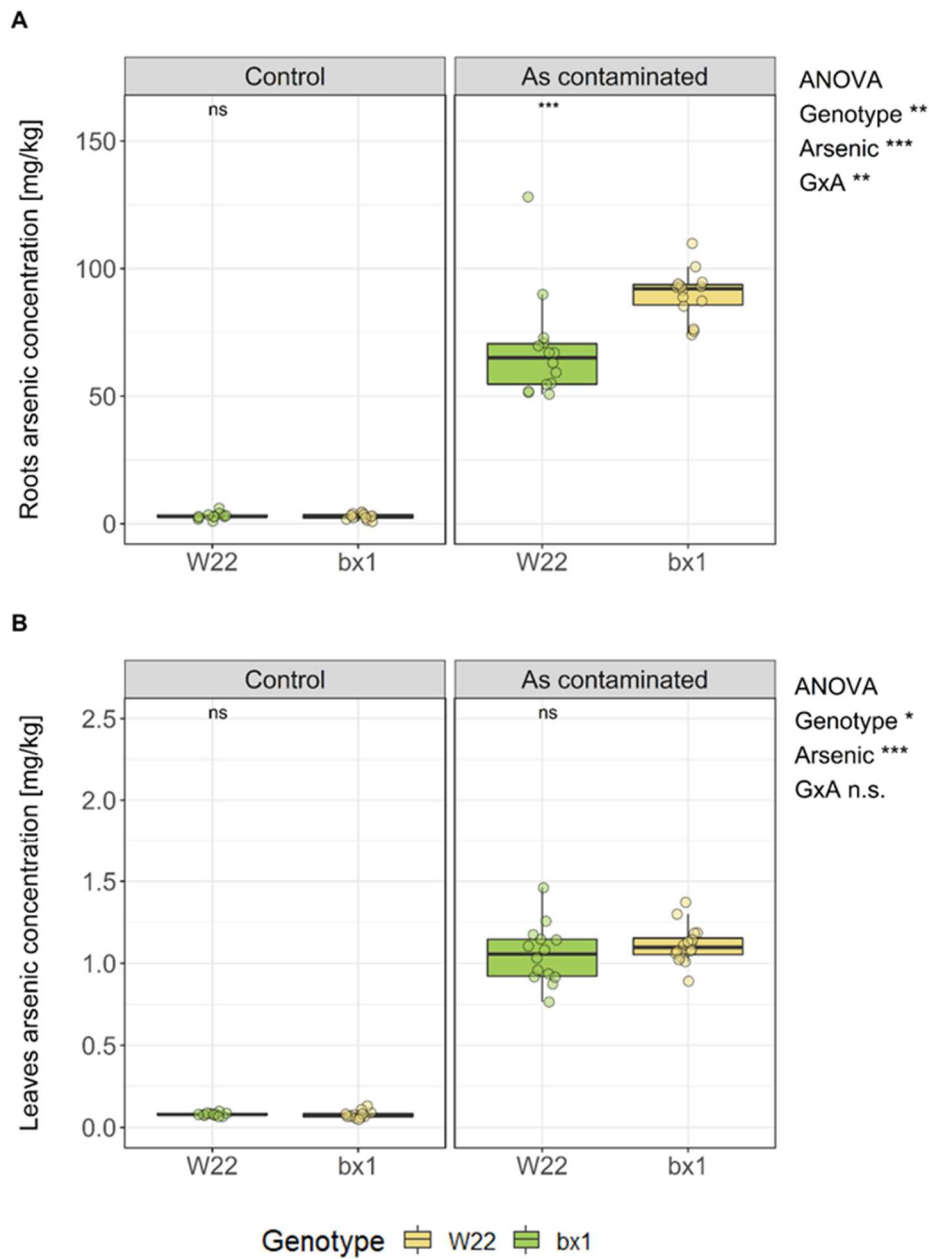 A
Control As contaminated
ns ***
ANOVA
Genotype **
Arsenic ***
GxA **
Roots arsenic concentration [mg/kg]
150
100
50
0
W22 bx1 W22 bx1
B
Control As contaminated
ns ns
ANOVA
Genotype *
Arsenic ***
GxA n.s.
Leaves arsenic concentration [mg/kg]
2.5
2.0
1.5
1.0
0.5
0.0
W22 bx1 W22 bx1
Genotype W22 bx1